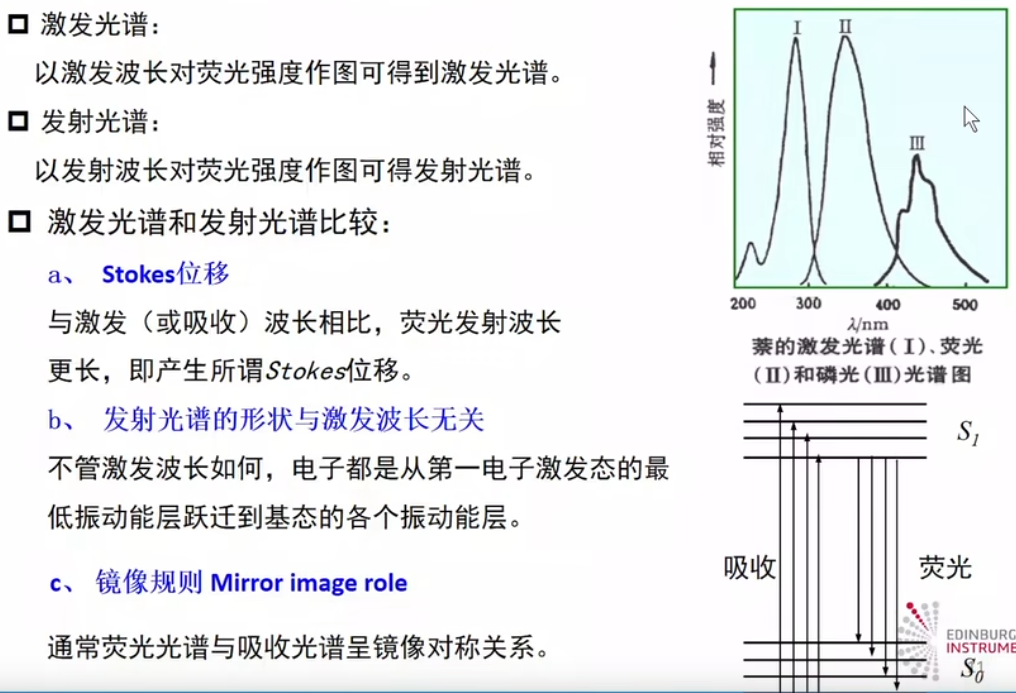 激发光谱：
以激发波长对荧光强度作图可得到激发光谱。
发射光谱：
以发射波长对荧光强度作图可得发射光谱。
激发光谱和发射光谱比较：
a、 Stokes位移
与激发（或吸收）波长相比，荧光发射波长
更长，即产生所谓Stokes位移。
b、 发射光谱的形状与激发波长无关
不管激发波长如何，电子都是从第一电子激发态的最
低振动能层跃迁到基态的各个振动能层。
c、 镜像规则 Mirror image role
通常荧光光谱与吸收光谱呈镜像对称关系。
I
II
III
相对强度
200 300 400 500
λ/nm
萘的激发光谱(I)、荧光
(II)和磷光(III)光谱图
S1
吸收
荧光
EDINBURG
INSTRUME
S0